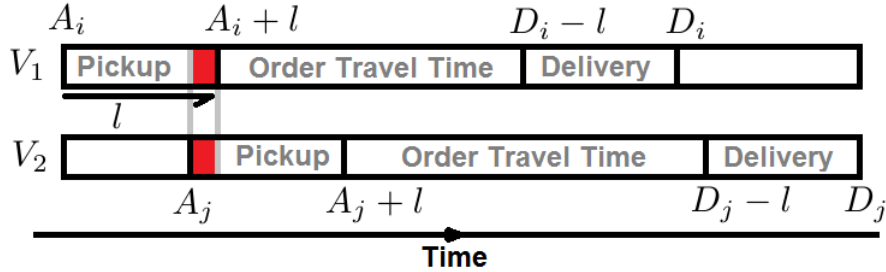 A_i A_i + l D_i − l D_i
V_1 Pickup Order Travel Time Delivery
l
V_2 Pickup Order Travel Time Delivery
A_j A_j + l D_j − l D_j
Time